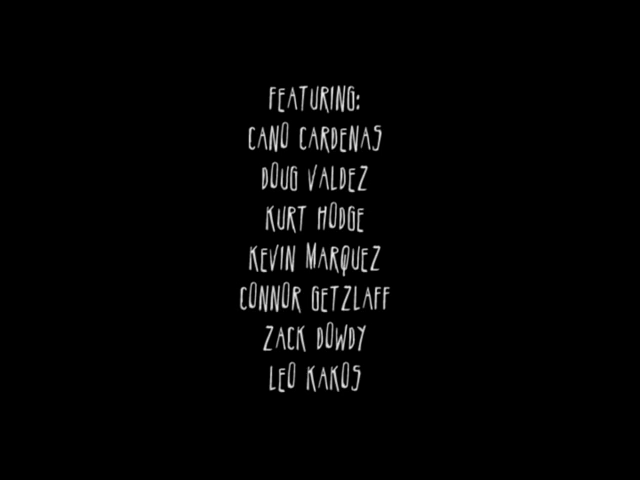 FEATURING:
CANO CARDENAS
DOUG VALDEZ
KURT HODGE
KEVIN MARQUEZ
CONNOR GETZLAFF
ZACK DOWDY
LEO KAKOS